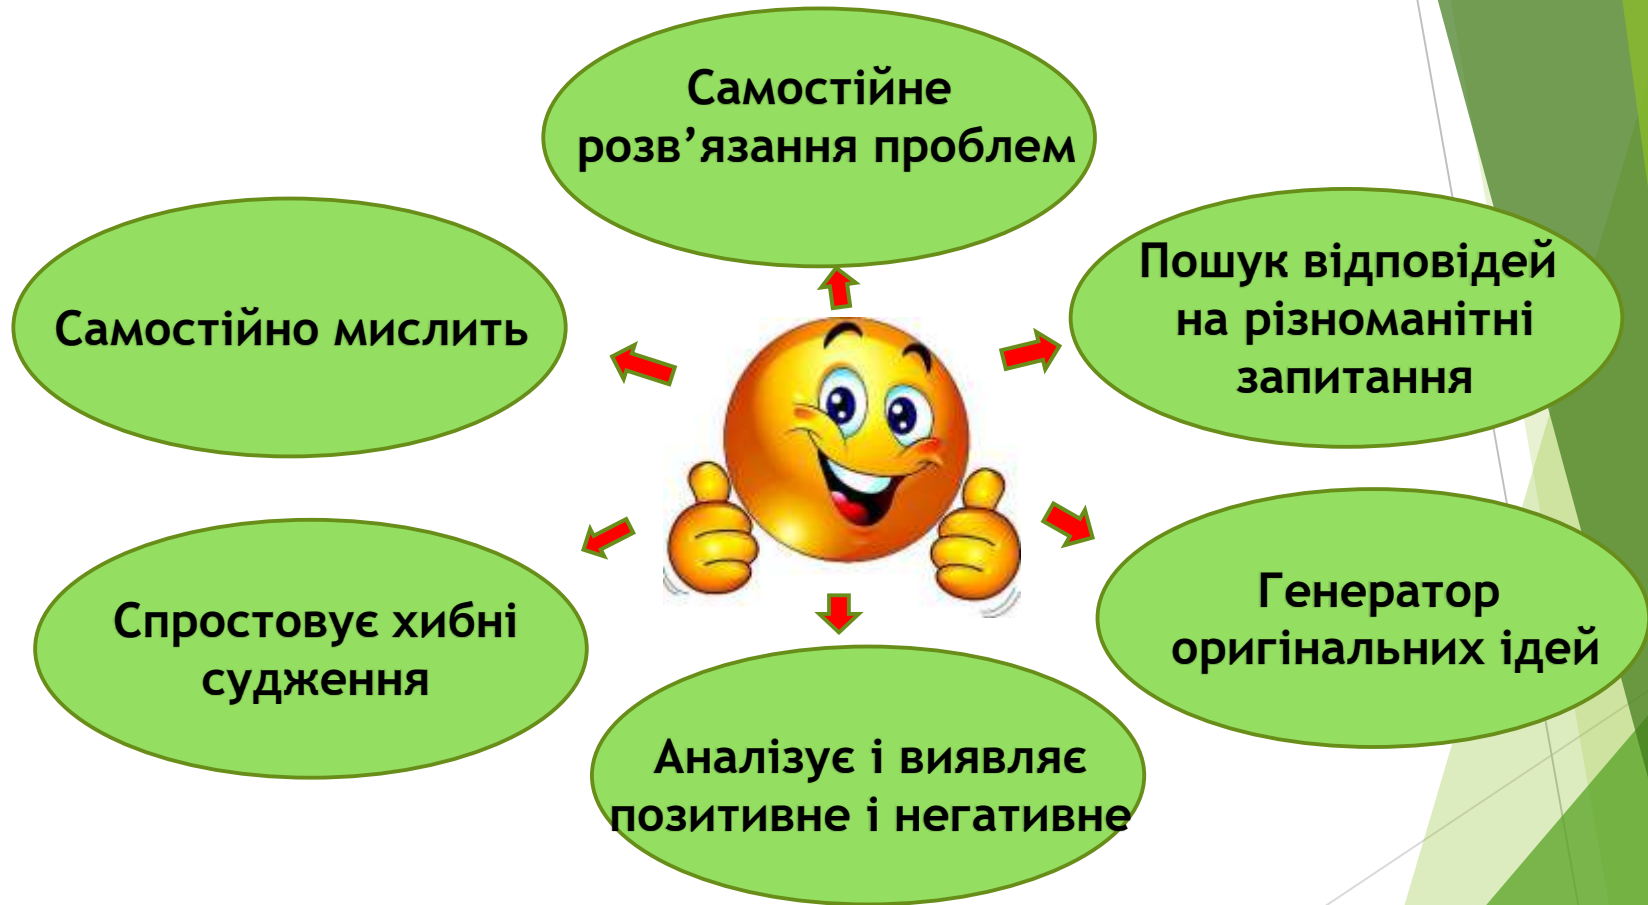 Самостійне
розв’язання проблем
Пошук відповідей
на різноманітні
запитання
Самостійно мислить
Генератор
оригінальних ідей
Спростовує хибні
судження
Аналізує і виявляє
позитивне і негативне